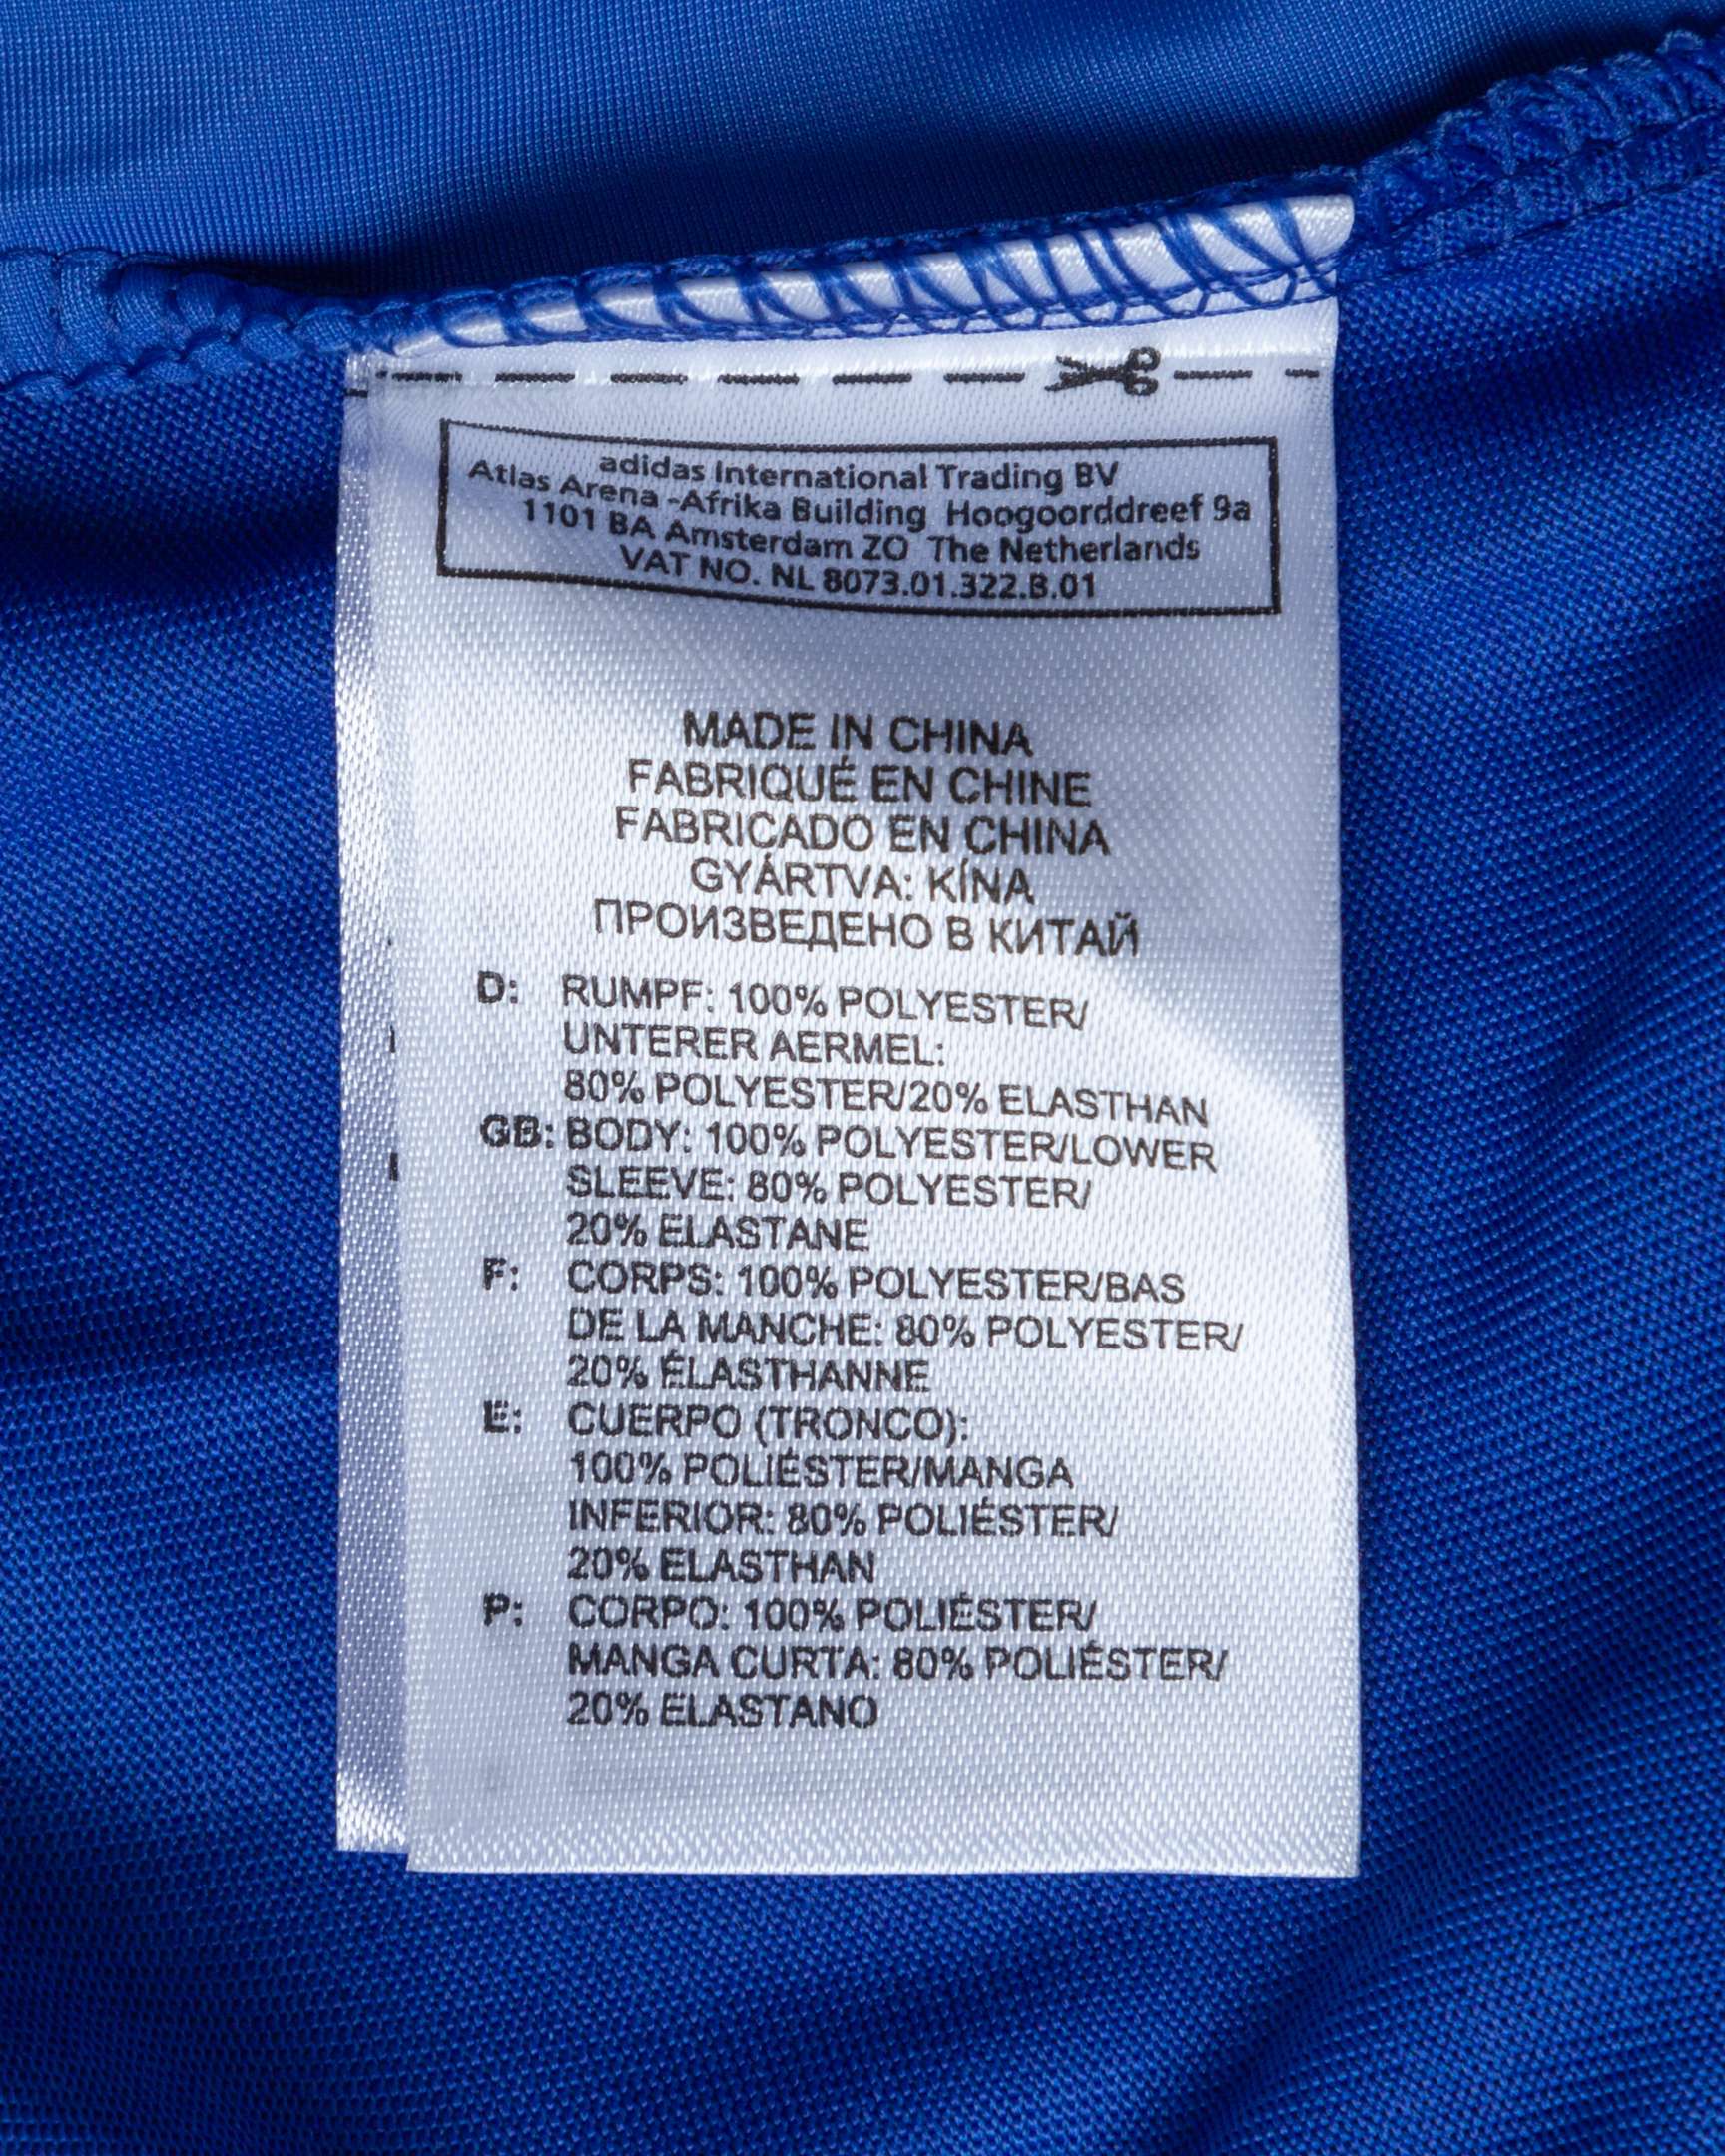 adidas International Trading BV
Atlas Arena -Afrika Building Hoogoorddreef 9a
1101 BA Amsterdam ZO The Netherlands
VAT NO. NL 8073.01.322.B.01
MADE IN CHINA
FABRIQUÉ EN CHINE
FABRICADO EN CHINA
GYÁRTVA: KÍNA
ПРОИЗВЕДЕНО В КИТАЙ
D: RUMPF: 100% POLYESTER/
UNTERER AERMEL:
80% POLYESTER/20% ELASTHAN
GB: BODY: 100% POLYESTER/LOWER
SLEEVE: 80% POLYESTER/
20% ELASTANE
F: CORPS: 100% POLYESTER/BAS
DE LA MANCHE: 80% POLYESTER/
20% ÉLASTHANNE
E: CUERPO (TRONCO):
100% POLIÉSTER/MANGA
INFERIOR: 80% POLIÉSTER/
20% ELASTHAN
P: CORPO: 100% POLIÉSTER/
MANGA CURTA: 80% POLIÉSTER/
20% ELASTANO